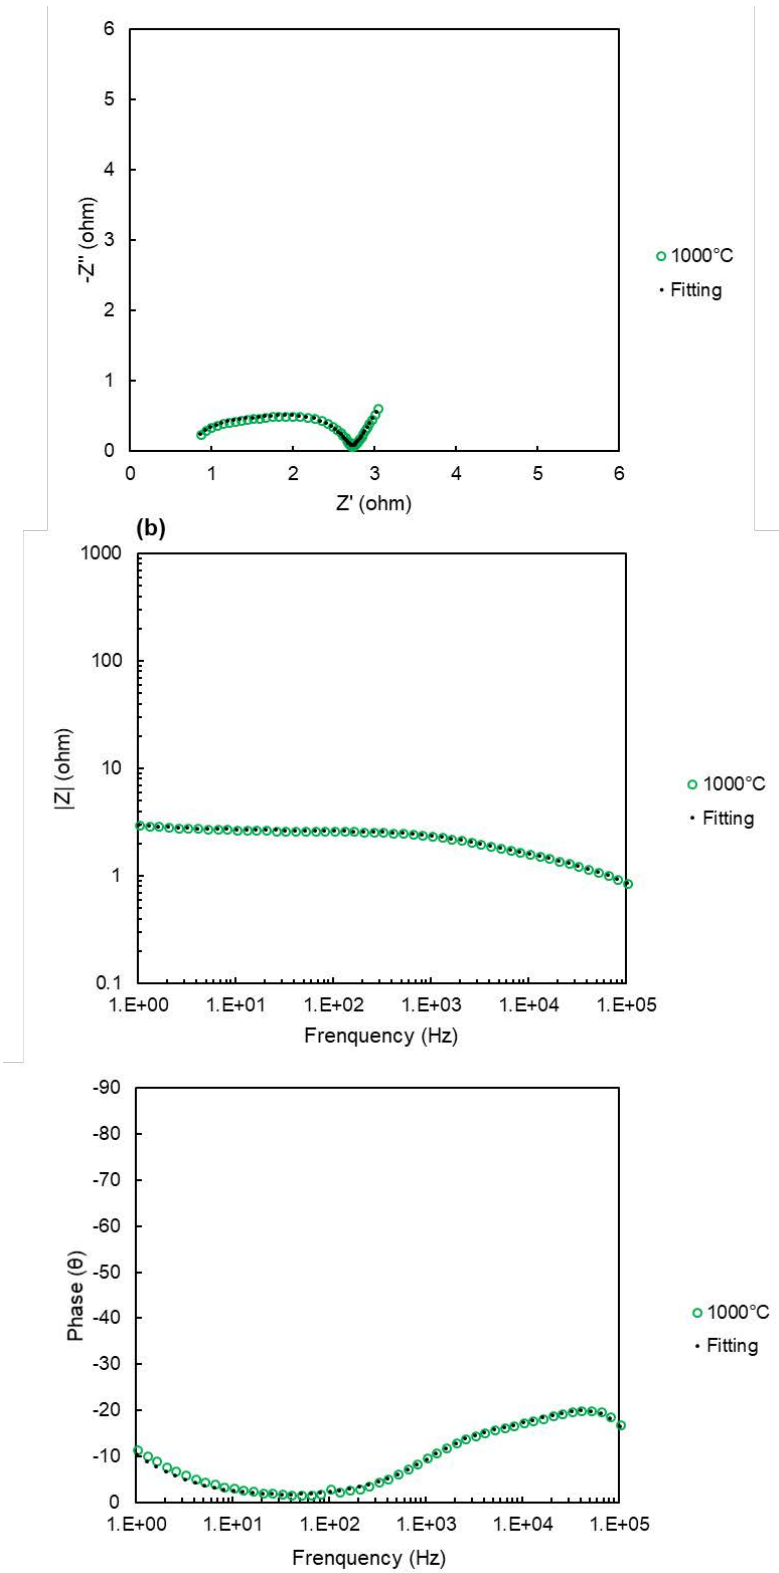 6
5
4
3
2
1
0
-Z'' (ohm)
0 1 2 3 4 5 6
Z' (ohm)
1000°C
Fitting
(b)
1000
100
10
1
0.1
|Z| (ohm)
1.E+00 1.E+01 1.E+02 1.E+03 1.E+04 1.E+05
Frenquency (Hz)
1000°C
Fitting
-90
-80
-70
-60
-50
-40
-30
-20
-10
0
Phase (θ)
1.E+00 1.E+01 1.E+02 1.E+03 1.E+04 1.E+05
Frenquency (Hz)
1000°C
Fitting